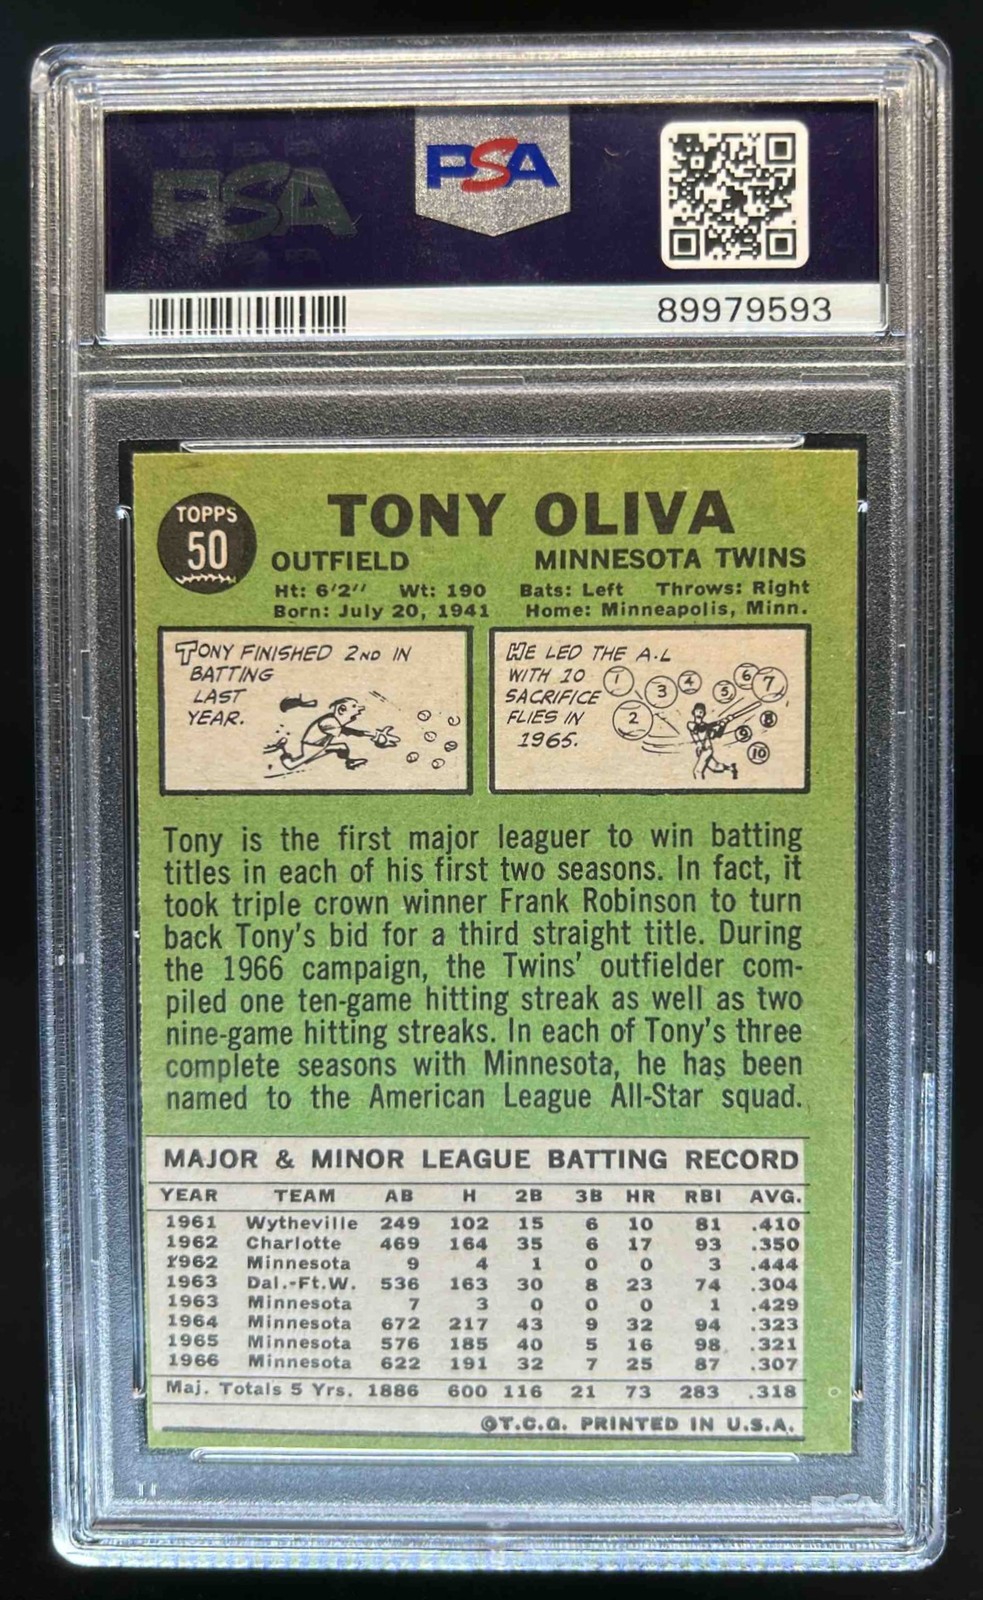 PSA
PSA
89979593
TOPPS
50
TONY OLIVA
OUTFIELD MINNESOTA TWINS
Ht: 6'2" Wt: 190 Bats: Left Throws: Right
Born: July 20, 1941 Home: Minneapolis, Minn.
TONY FINISHED 2ND IN
BATTING
LAST
YEAR.
HE LED THE A.L
WITH 10
SACRIFICE
FLIES IN
1965.
1 2 3 4 5 6 7 8 9 10
Tony is the first major leaguer to win batting
titles in each of his first two seasons. In fact, it
took triple crown winner Frank Robinson to turn
back Tony's bid for a third straight title. During
the 1966 campaign, the Twins' outfielder com-
piled one ten-game hitting streak as well as two
nine-game hitting streaks. In each of Tony's three
complete seasons with Minnesota, he has been
named to the American League All-Star squad.
MAJOR & MINOR LEAGUE BATTING RECORD
YEAR TEAM AB H 2B 3B HR RBI AVG.
1961 Wytheville 249 102 15 6 10 81 .410
1962 Charlotte 469 164 35 6 17 93 .350
1962 Minnesota 9 4 1 0 0 3 .444
1963 Dal.-Ft.W. 536 163 30 8 23 74 .304
1963 Minnesota 7 3 0 0 0 1 .429
1964 Minnesota 672 217 43 9 32 94 .323
1965 Minnesota 576 185 40 5 16 98 .321
1966 Minnesota 622 191 32 7 25 87 .307
Maj. Totals 5 Yrs. 1886 600 116 21 73 283 .318
©T.C.G. PRINTED IN U.S.A.
PSA